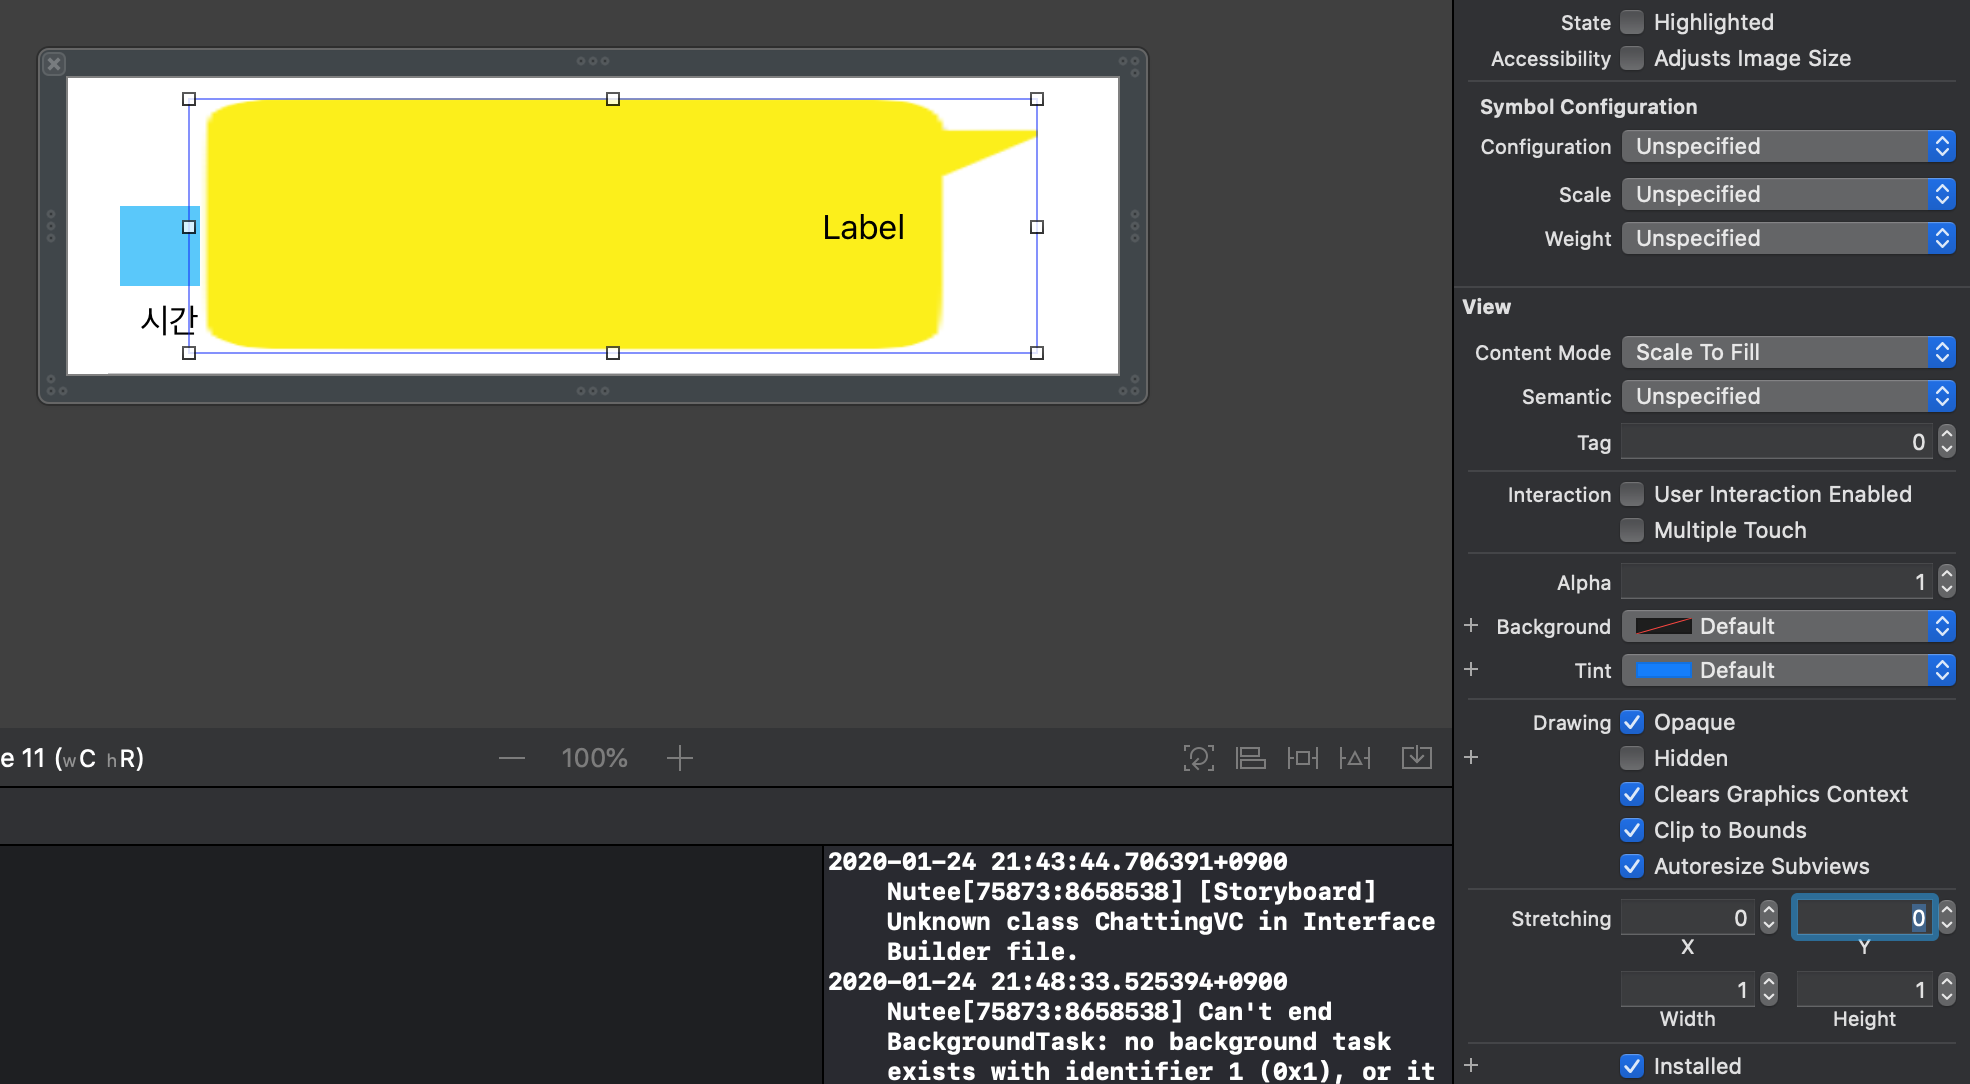 Label
시간
e 11 (wC hR)
100%
2020-01-24 21:43:44.706391+0900
Nutee[75873:8658538] [Storyboard]
Unknown class ChattingVC in Interface
Builder file.
2020-01-24 21:48:33.525394+0900
Nutee[75873:8658538] Can't end
BackgroundTask: no background task
exists with identifier 1 (0x1), or it
State Highlighted
Accessibility Adjusts Image Size
Symbol Configuration
Configuration Unspecified
Scale Unspecified
Weight Unspecified
View
Content Mode Scale To Fill
Semantic Unspecified
Tag 0
Interaction User Interaction Enabled
Multiple Touch
Alpha 1
Background Default
Tint Default
Drawing Opaque
Hidden
Clears Graphics Context
Clip to Bounds
Autoresize Subviews
Stretching 0 0
X Y
1 1
Width Height
Installed